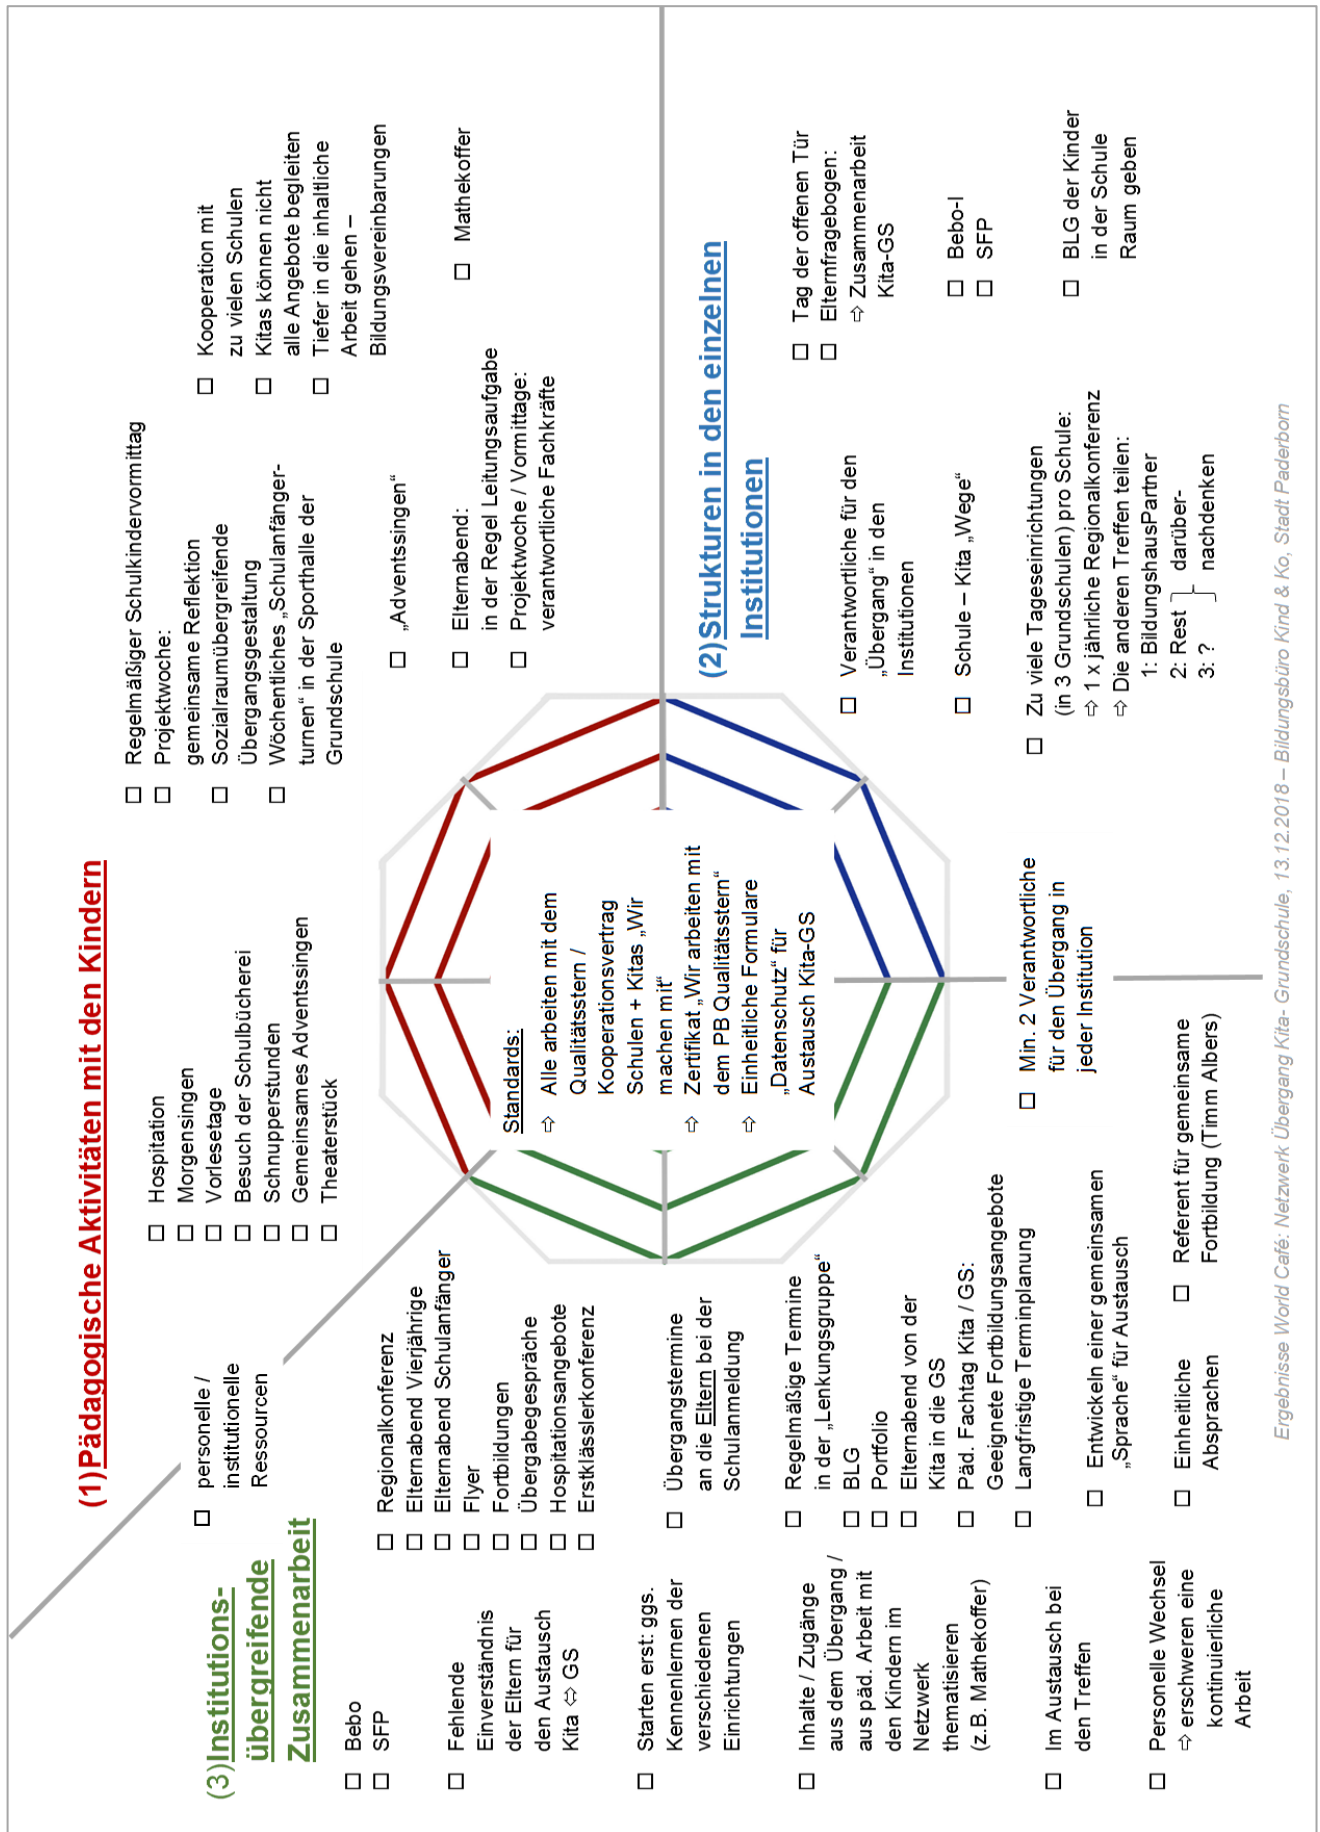 (1)Pädagogische Aktivitäten mit den Kindern
☐ Hospitation
☐ Morgensingen
☐ Vorlesetage
☐ Besuch der Schulbücherei
☐ Schnupperstunden
☐ Gemeinsames Adventssingen
☐ Theaterstück
☐ Regelmäßiger Schulkindervormittag
☐ Projektwoche:
gemeinsame Reflektion
☐ Sozialraumübergreifende
Übergangsgestaltung
☐ Wöchentliches „Schulanfänger-
turnen“ in der Sporthalle der
Grundschule
☐ Kooperation mit
zu vielen Schulen
☐ Kitas können nicht
alle Angebote begleiten
☐ Tiefer in die inhaltliche
Arbeit gehen –
Bildungsvereinbarungen
☐ „Adventssingen“
☐ Elternabend:
in der Regel Leitungsaufgabe
☐ Projektwoche / Vormittage:
verantwortliche Fachkräfte
☐ Mathekoffer
(2)Strukturen in den einzelnen
Institutionen
☐ Tag der offenen Tür
☐ Elternfragebogen:
⇨ Zusammenarbeit
Kita-GS
☐ Verantwortliche für den
„Übergang“ in den
Institutionen
☐ Bebo-I
☐ SFP
☐ Schule – Kita „Wege“
☐ BLG der Kinder
in der Schule
Raum geben
☐ Zu viele Tageseinrichtungen
(in 3 Grundschulen) pro Schule:
⇨ 1 x jährliche Regionalkonferenz
⇨ Die anderen Treffen teilen:
1: BildungshausPartner
2: Rest } darüber-
3: ? } nachdenken
☐ Min. 2 Verantwortliche
für den Übergang in
jeder Institution
Standards:
⇨ Alle arbeiten mit dem
Qualitätsstern /
Kooperationsvertrag
Schulen + Kitas „Wir
machen mit“
⇨ Zertifikat „Wir arbeiten mit
dem PB Qualitätsstern“
⇨ Einheitliche Formulare
„Datenschutz“ für
Austausch Kita-GS
(3)Institutions-
übergreifende
Zusammenarbeit
☐ personelle /
institutionelle
Ressourcen
☐ Bebo
☐ SFP
☐ Fehlende
Einverständnis
der Eltern für
den Austausch
Kita ⇔ GS
☐ Starten erst: ggs.
Kennenlernen der
verschiedenen
Einrichtungen
☐ Inhalte / Zugänge
aus dem Übergang /
aus päd. Arbeit mit
den Kindern im
Netzwerk
thematisieren
(z.B. Mathekoffer)
☐ Im Austausch bei
den Treffen
☐ Personelle Wechsel
⇨ erschweren eine
kontinuierliche
Arbeit
☐ Regionalkonferenz
☐ Elternabend Vierjährige
☐ Elternabend Schulanfänger
☐ Flyer
☐ Fortbildungen
☐ Übergabegespräche
☐ Hospitationsangebote
☐ Erstklässlerkonferenz
☐ Übergangstermine
an die Eltern bei der
Schulanmeldung
☐ Regelmäßige Termine
in der „Lenkungsgruppe“
☐ BLG
☐ Portfolio
☐ Elternabend von der
Kita in die GS
☐ Päd. Fachtag Kita / GS:
Geeignete Fortbildungsangebote
☐ Langfristige Terminplanung
☐ Entwickeln einer gemeinsamen
„Sprache“ für Austausch
☐ Einheitliche
Absprachen
☐ Referent für gemeinsame
Fortbildung (Timm Albers)
Ergebnisse World Café: Netzwerk Übergang Kita- Grundschule, 13.12.2018 – Bildungsbüro Kind & Ko, Stadt Paderborn